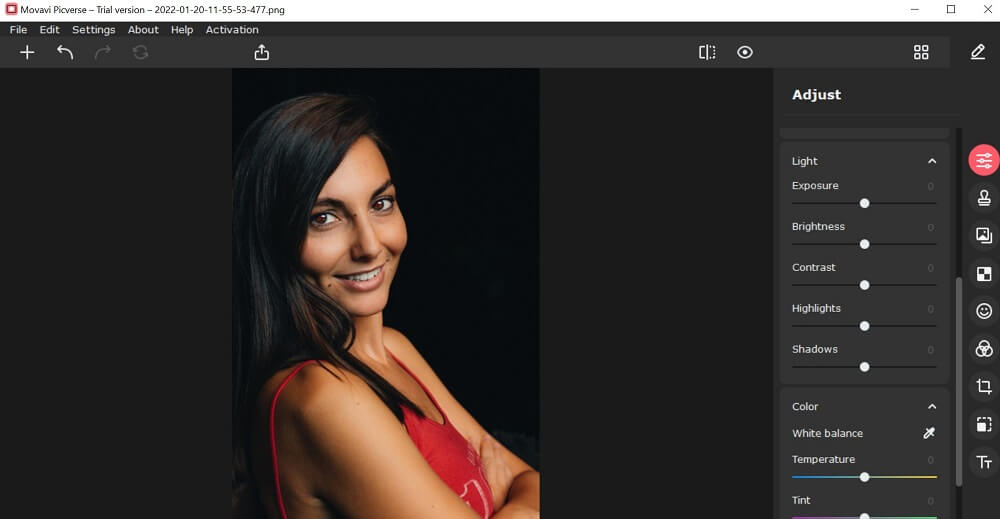 Movavi Picverse – Trial version – 2022-01-20-11-55-53-477.png
File Edit Settings About Help Activation
Adjust
Light
Exposure 0
Brightness 0
Contrast 0
Highlights 0
Shadows 0
Color
White balance
Temperature 0
Tint 0